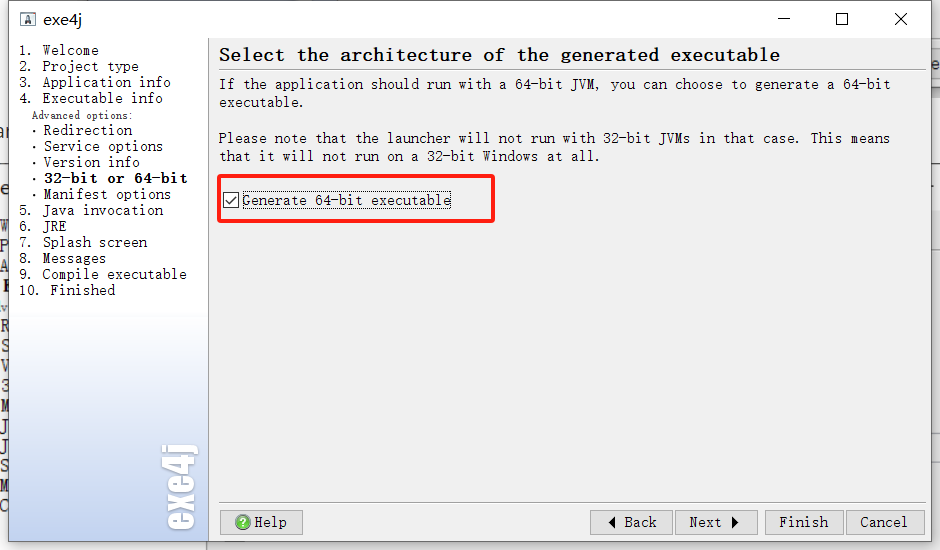 exe4j
1. Welcome
2. Project type
3. Application info
4. Executable info
Advanced options:
· Redirection
· Service options
· Version info
· 32-bit or 64-bit
· Manifest options
5. Java invocation
6. JRE
7. Splash screen
8. Messages
9. Compile executable
10. Finished
exe4j
Select the architecture of the generated executable
If the application should run with a 64-bit JVM, you can choose to generate a 64-bit
executable.
Please note that the launcher will not run with 32-bit JVMs in that case. This means
that it will not run on a 32-bit Windows at all.
Generate 64-bit executable
Help
Back
Next
Finish
Cancel